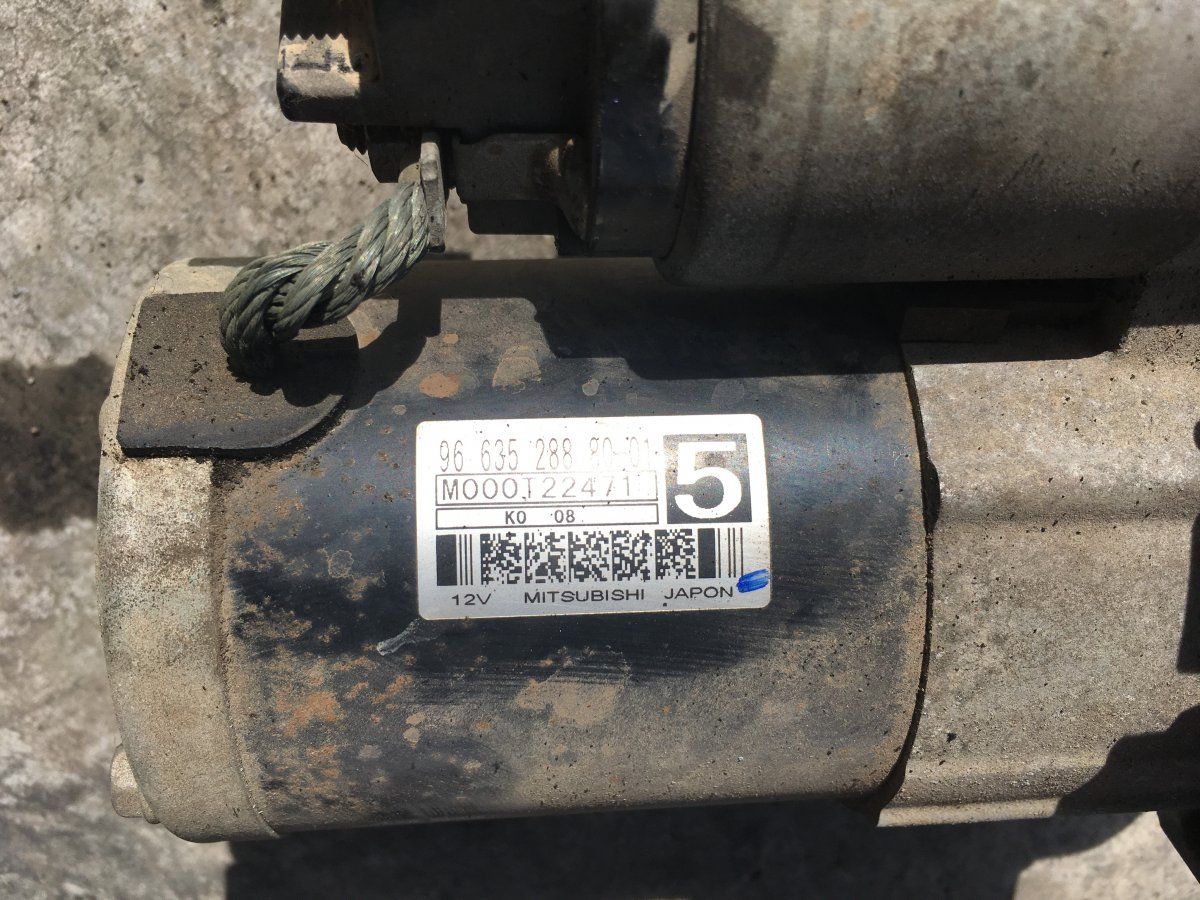 96 635 288 80-01
5
M000T22471
K0 08
12V MITSUBISHI JAPON